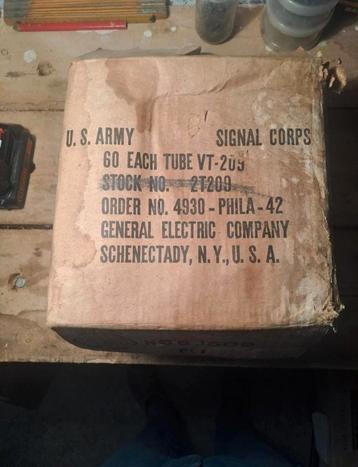 U. S. ARMY SIGNAL CORPS
60 EACH TUBE VT-209
STOCK NO. 2T209
ORDER NO. 4930 - PHILA - 42
GENERAL ELECTRIC COMPANY
SCHENECTADY, N. Y., U. S. A.